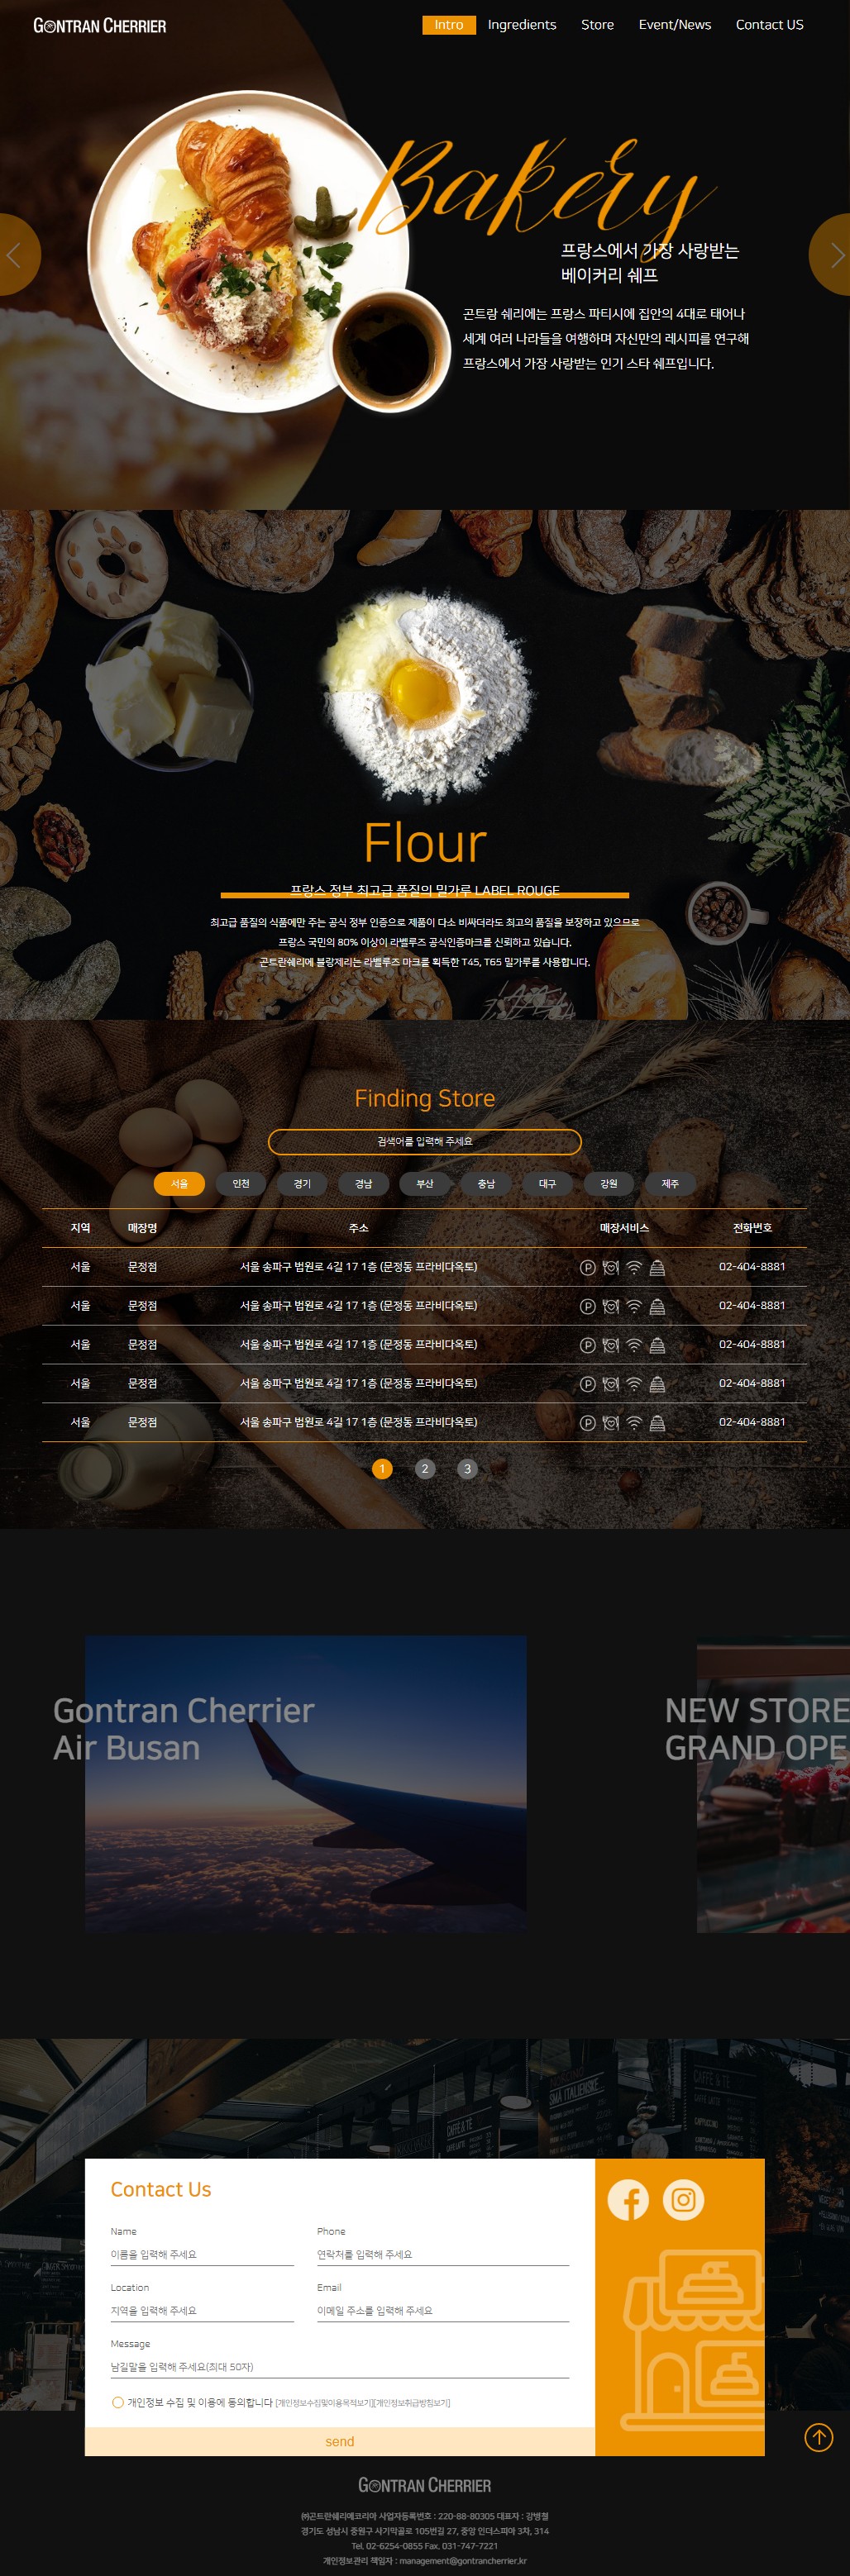 GONTRAN CHERRIER
Intro Ingredients Store Event/News Contact US
Bakery
프랑스에서 가장 사랑받는
베이커리 쉐프
곤트랑 쉐리에는 프랑스 파티시에 집안의 4대로 태어나
세계 여러 나라들을 여행하며 자신만의 레시피를 연구해
프랑스에서 가장 사랑받는 인기 스타 쉐프입니다.
Flour
프랑스 정부 최고급 품질의 밀가루 LABEL ROUGE
최고급 품질의 식품에만 주는 공식 정부 인증으로 제품이 다소 비싸더라도 최고의 품질을 보장하고 있으므로
프랑스 국민의 80% 이상이 라벨루즈 공식인증마크를 신뢰하고 있습니다.
곤트란쉐리에 블랑제리는 라벨루즈 마크를 획득한 T45, T65 밀가루를 사용합니다.
Finding Store
검색어를 입력해 주세요
서울 인천 경기 경남 부산 충남 대구 강원 제주
지역 매장명 주소 매장서비스 전화번호
서울 문정점 서울 송파구 법원로 4길 17 1층 (문정동 프라비다옥토) P 02-404-8881
서울 문정점 서울 송파구 법원로 4길 17 1층 (문정동 프라비다옥토) P 02-404-8881
서울 문정점 서울 송파구 법원로 4길 17 1층 (문정동 프라비다옥토) P 02-404-8881
서울 문정점 서울 송파구 법원로 4길 17 1층 (문정동 프라비다옥토) P 02-404-8881
서울 문정점 서울 송파구 법원로 4길 17 1층 (문정동 프라비다옥토) P 02-404-8881
1 2 3
Gontran Cherrier
Air Busan
NEW STORE
GRAND OPE
CAFFÈ & TE
Contact Us
Name Phone
이름을 입력해 주세요 연락처를 입력해 주세요
Location Email
지역을 입력해 주세요 이메일 주소를 입력해 주세요
Message
남길말을 입력해 주세요(최대 50자)
개인정보 수집 및 이용에 동의합니다 [개인정보수집및이용목적보기][개인정보취급방침보기]
send
GONTRAN CHERRIER
㈜곤트란쉐리에코리아 사업자등록번호 : 220-88-80305 대표자 : 강병철
경기도 성남시 중원구 사기막골로 105번길 27, 중앙 인더스피아 3차, 314
Tel. 02-6254-0855 Fax. 031-747-7221
개인정보관리 책임자 : management@gontrancherrier.kr